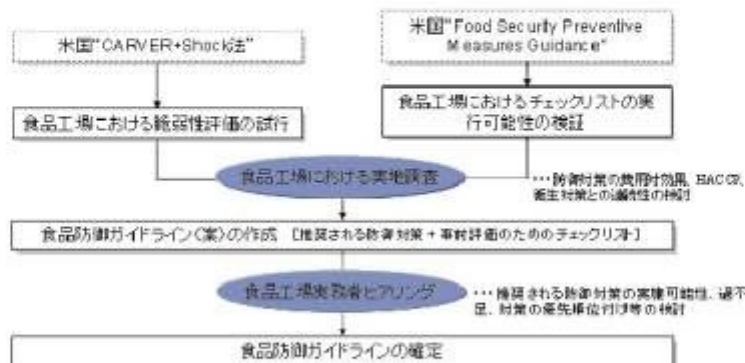 米国"CARVER+Shock法"
米国"Food Security Preventive
Measures Guidance"
食品工場における脆弱性評価の試行
食品工場におけるチェックリストの実
行可能性の検証
食品工場における実地調査
・・・防御対策の費用対効果、HACCP、
衛生対策との連続性の検討
食品防御ガイドライン(案)の作成 [推奨される防御対策 + 事前評価のためのチェックリスト]
食品工場実務者ヒアリング
・・・推奨される防御対策の実施可能性、過不
足、対策の優先順位付け等の検討
食品防御ガイドラインの確定